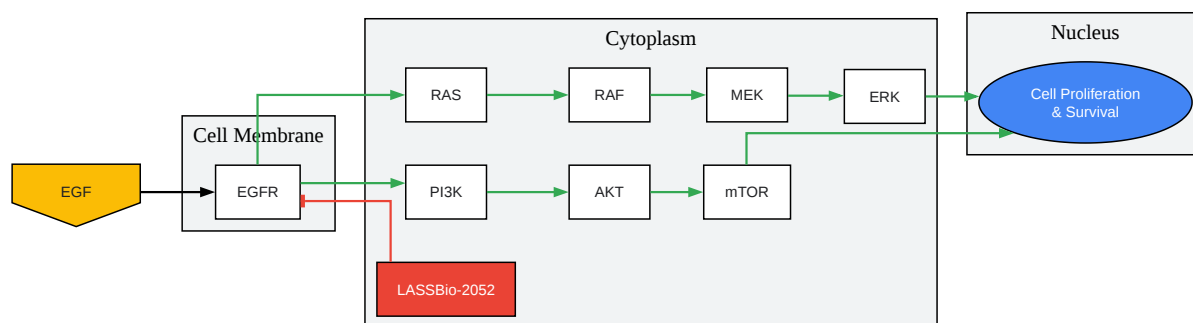 Cytoplasm
Nucleus
Cell Membrane
RAS
RAF
MEK
ERK
Cell Proliferation
& Survival
EGF
EGFR
PI3K
AKT
mTOR
LASSBio-2052